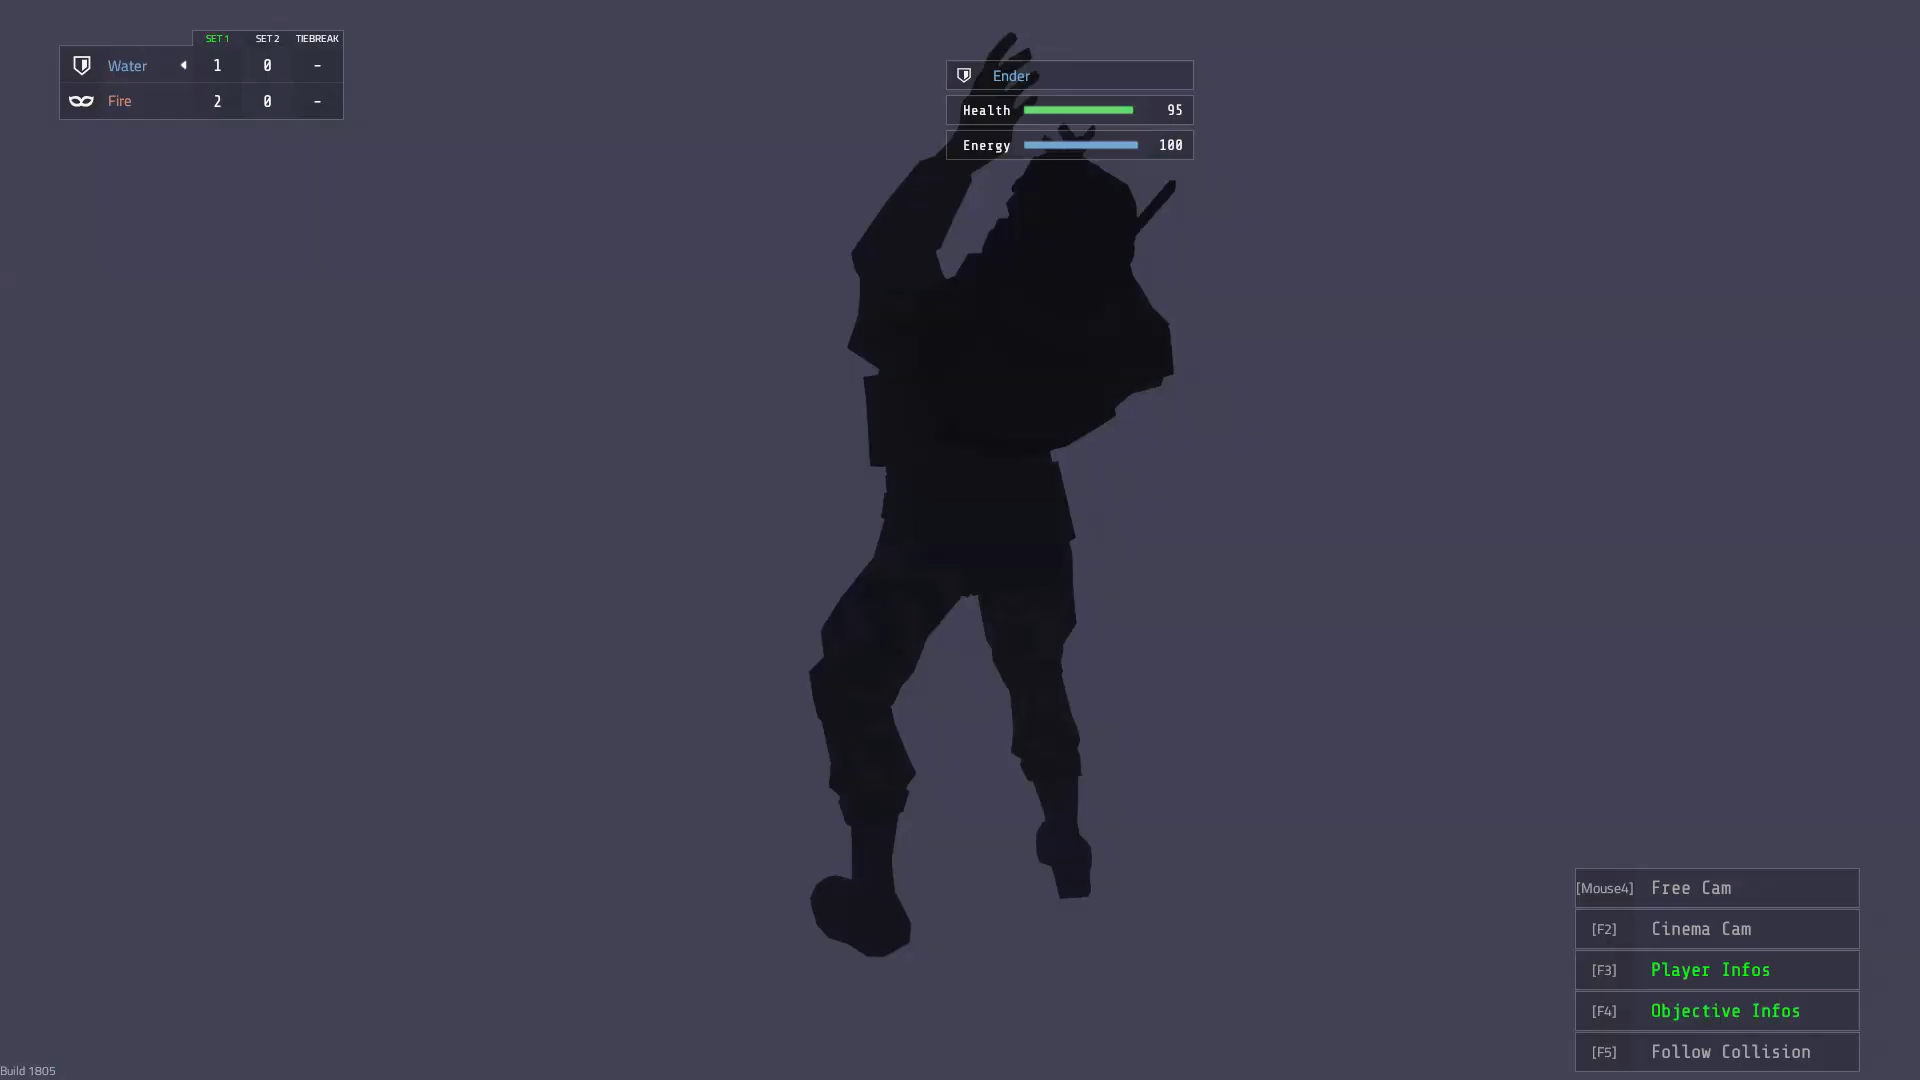 SET 1 SET 2 TIEBREAK
Water 1 0 -
Fire 2 0 -
Ender
Health 95
Energy 100
[Mouse4] Free Cam
[F2] Cinema Cam
[F3] Player Infos
[F4] Objective Infos
[F5] Follow Collision
Build 1805